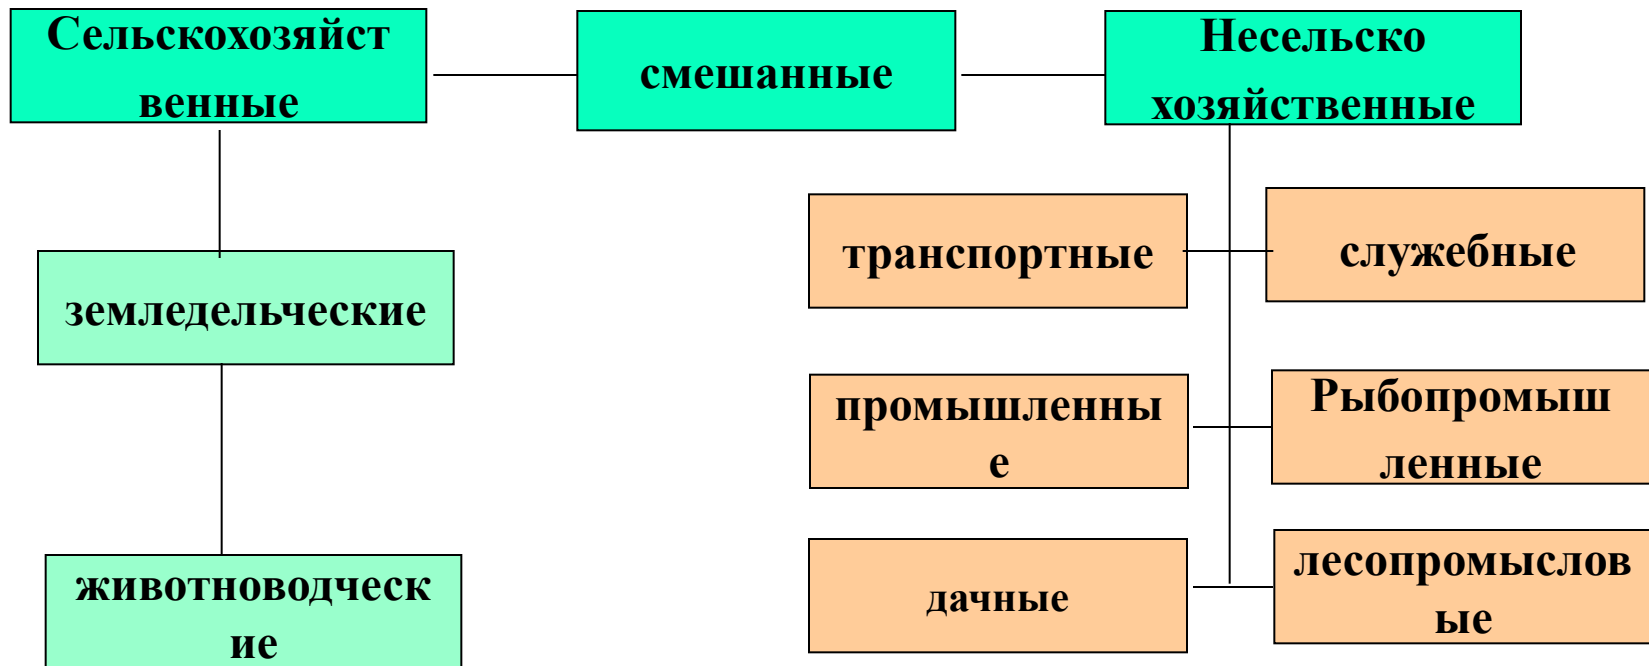 Сельскохозяйст
венные
смешанные
Несельско
хозяйственные
транспортные
служебные
земледельческие
промышленны
е
Рыбопромыш
ленные
дачные
лесопромыслов
ые
животноводческ
ие